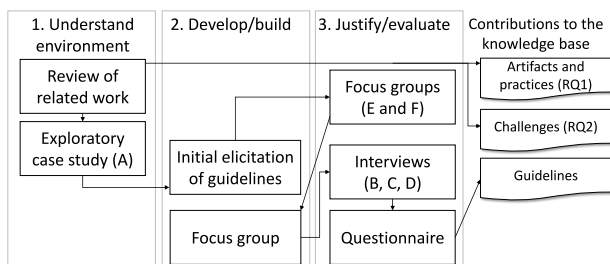 1. Understand
environment
Review of
related work
Exploratory
case study (A)
2. Develop/build
Initial elicitation
of guidelines
Focus group
3. Justify/evaluate
Focus groups
(E and F)
Interviews
(B, C, D)
Questionnaire
Contributions to the
knowledge base
Artifacts and
practices (RQ1)
Challenges (RQ2)
Guidelines